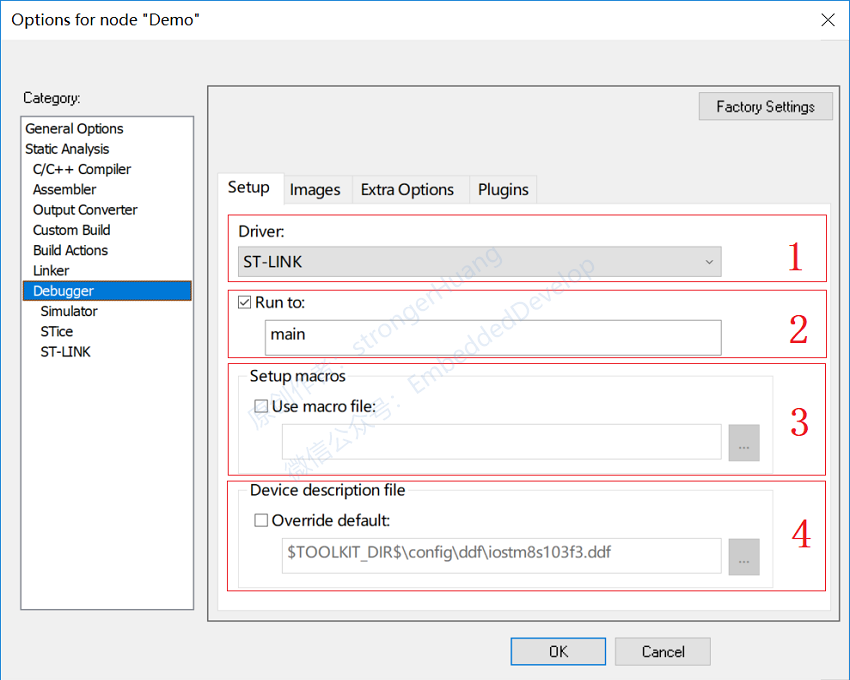 Options for node "Demo"
Category:
Factory Settings
General Options
Static Analysis
C/C++ Compiler
Assembler
Output Converter
Custom Build
Build Actions
Linker
Debugger
Simulator
STice
ST-LINK
Setup
Images
Extra Options
Plugins
Driver:
ST-LINK
1
Run to:
main
2
Setup macros
Use macro file:
...
3
Device description file
Override default:
$TOOLKIT_DIR$\config\ddf\iostm8s103f3.ddf
...
4
原创作者：strongerHuang
微信公众号：EmbeddedDevelop
OK
Cancel